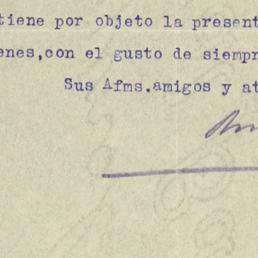 tiene por objeto la present
enes,con el gusto de siempr
Sus Afms.amigos y at